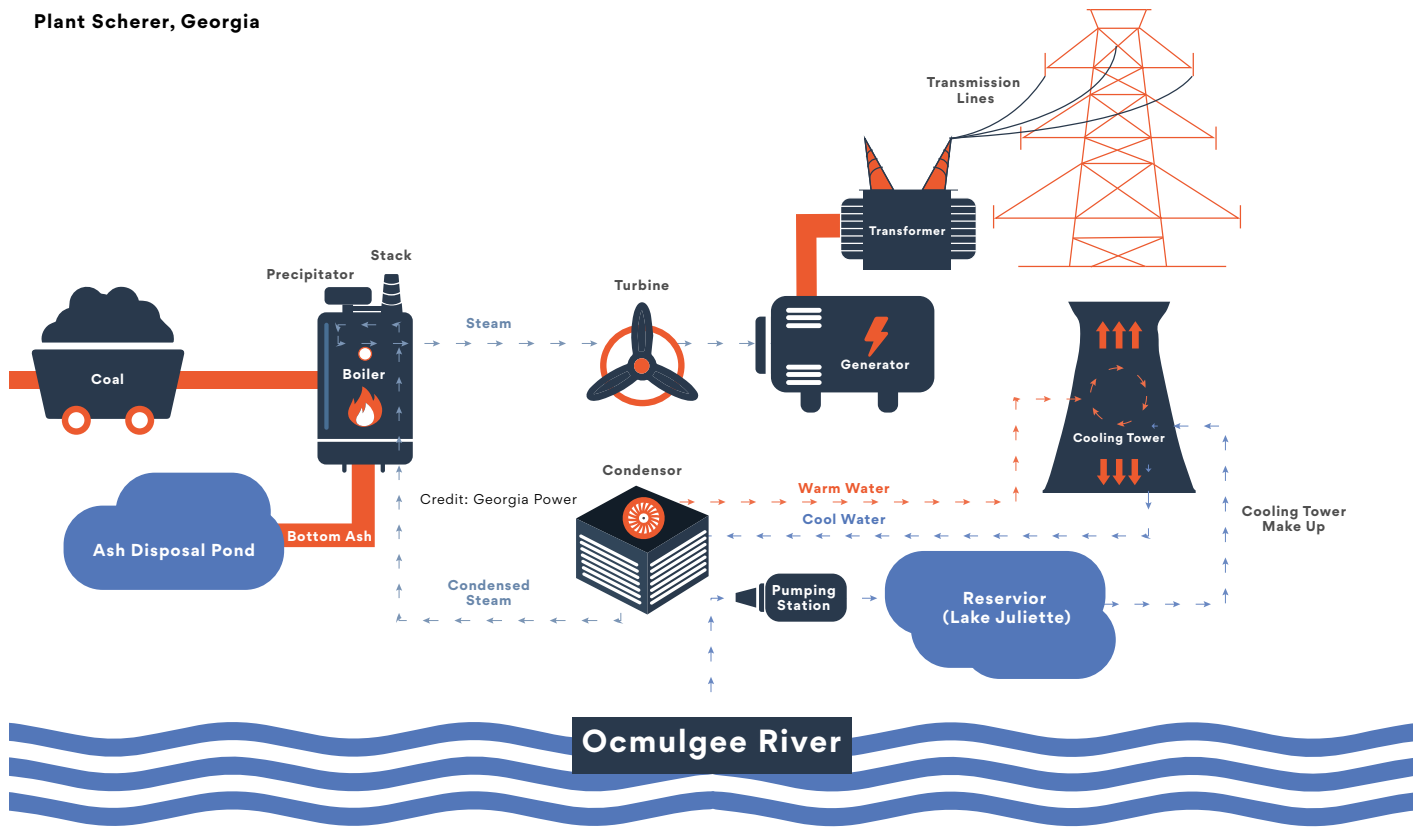 Plant Scherer, Georgia
Transmission
Lines
Transformer
Stack
Precipitator
Turbine
Steam
Coal
Boiler
Generator
Cooling Tower
Condensor
Credit: Georgia Power
Warm Water
Cool Water
Cooling Tower
Make Up
Bottom Ash
Ash Disposal Pond
Condensed
Steam
Pumping
Station
Reservior
(Lake Juliette)
Ocmulgee River